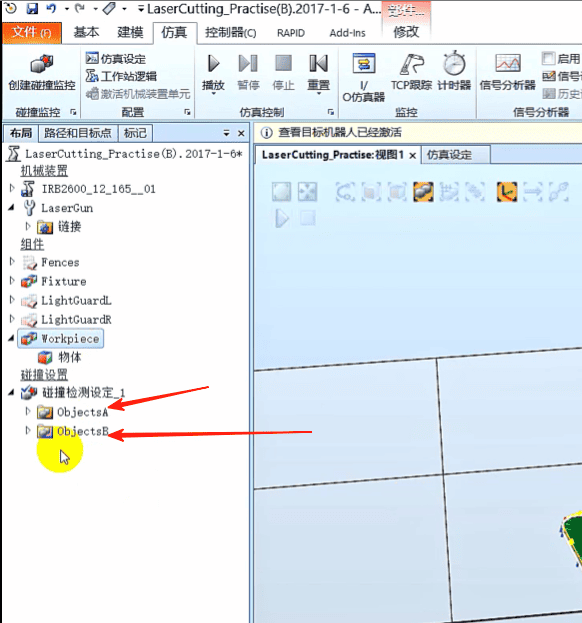 LaserCutting_Practise(B).2017-1-6 - A...
文件(F) 基本 建模 仿真 控制器(C) RAPID Add-Ins 修改
创建碰撞监控
仿真设定
工作站逻辑
激活机械装置单元
播放 暂停 停止 重置
I/O仿真器 TCP跟踪 计时器 信号分析器
启用
信号
历史
碰撞监控 配置 仿真控制 监控 信号分析器
布局 路径和目标点 标记
查看目标机器人已经激活
LaserCutting_Practise:视图1 仿真设定
LaserCutting_Practise(B).2017-1-6*
机械装置
IRB2600_12_165__01
LaserGun
链接
组件
Fences
Fixture
LightGuardL
LightGuardR
Workpiece
物体
碰撞设置
碰撞检测设定_1
ObjectsA
ObjectsB